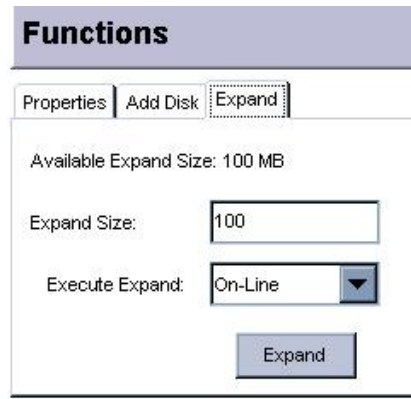 Functions
Properties Add Disk Expand
Available Expand Size: 100 MB
Expand Size: 100
Execute Expand: On-Line
Expand